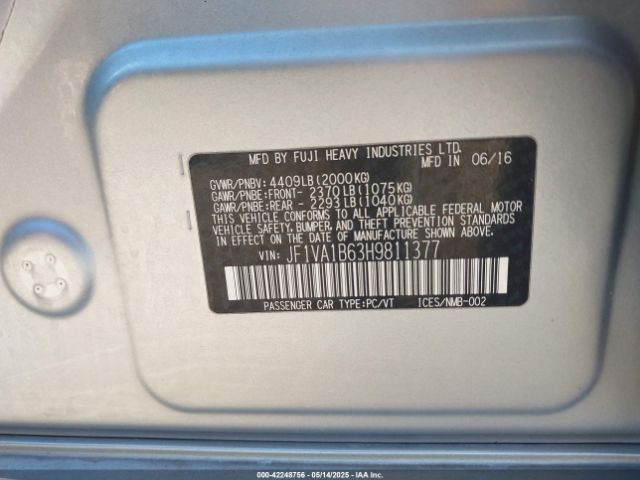 MFD BY FUJI HEAVY INDUSTRIES LTD.
MFD IN 06/16
GVWR/PNBV: 4409LB(2000KG)
GAWR/PNBE:FRONT- 2370LB(1075KG)
GAWR/PNBE:REAR - 2293LB(1040KG)
THIS VEHICLE CONFORMS TO ALL APPLICABLE FEDERAL MOTOR
VEHICLE SAFETY, BUMPER, AND THEFT PREVENTION STANDARDS
IN EFFECT ON THE DATE OF MANUFACTURE SHOWN ABOVE.
VIN: JF1VA1B63H9811377
PASSENGER CAR TYPE:PC/VT ICES/NMB-002
000-42248756 - 05/14/2025 - IAA Inc.